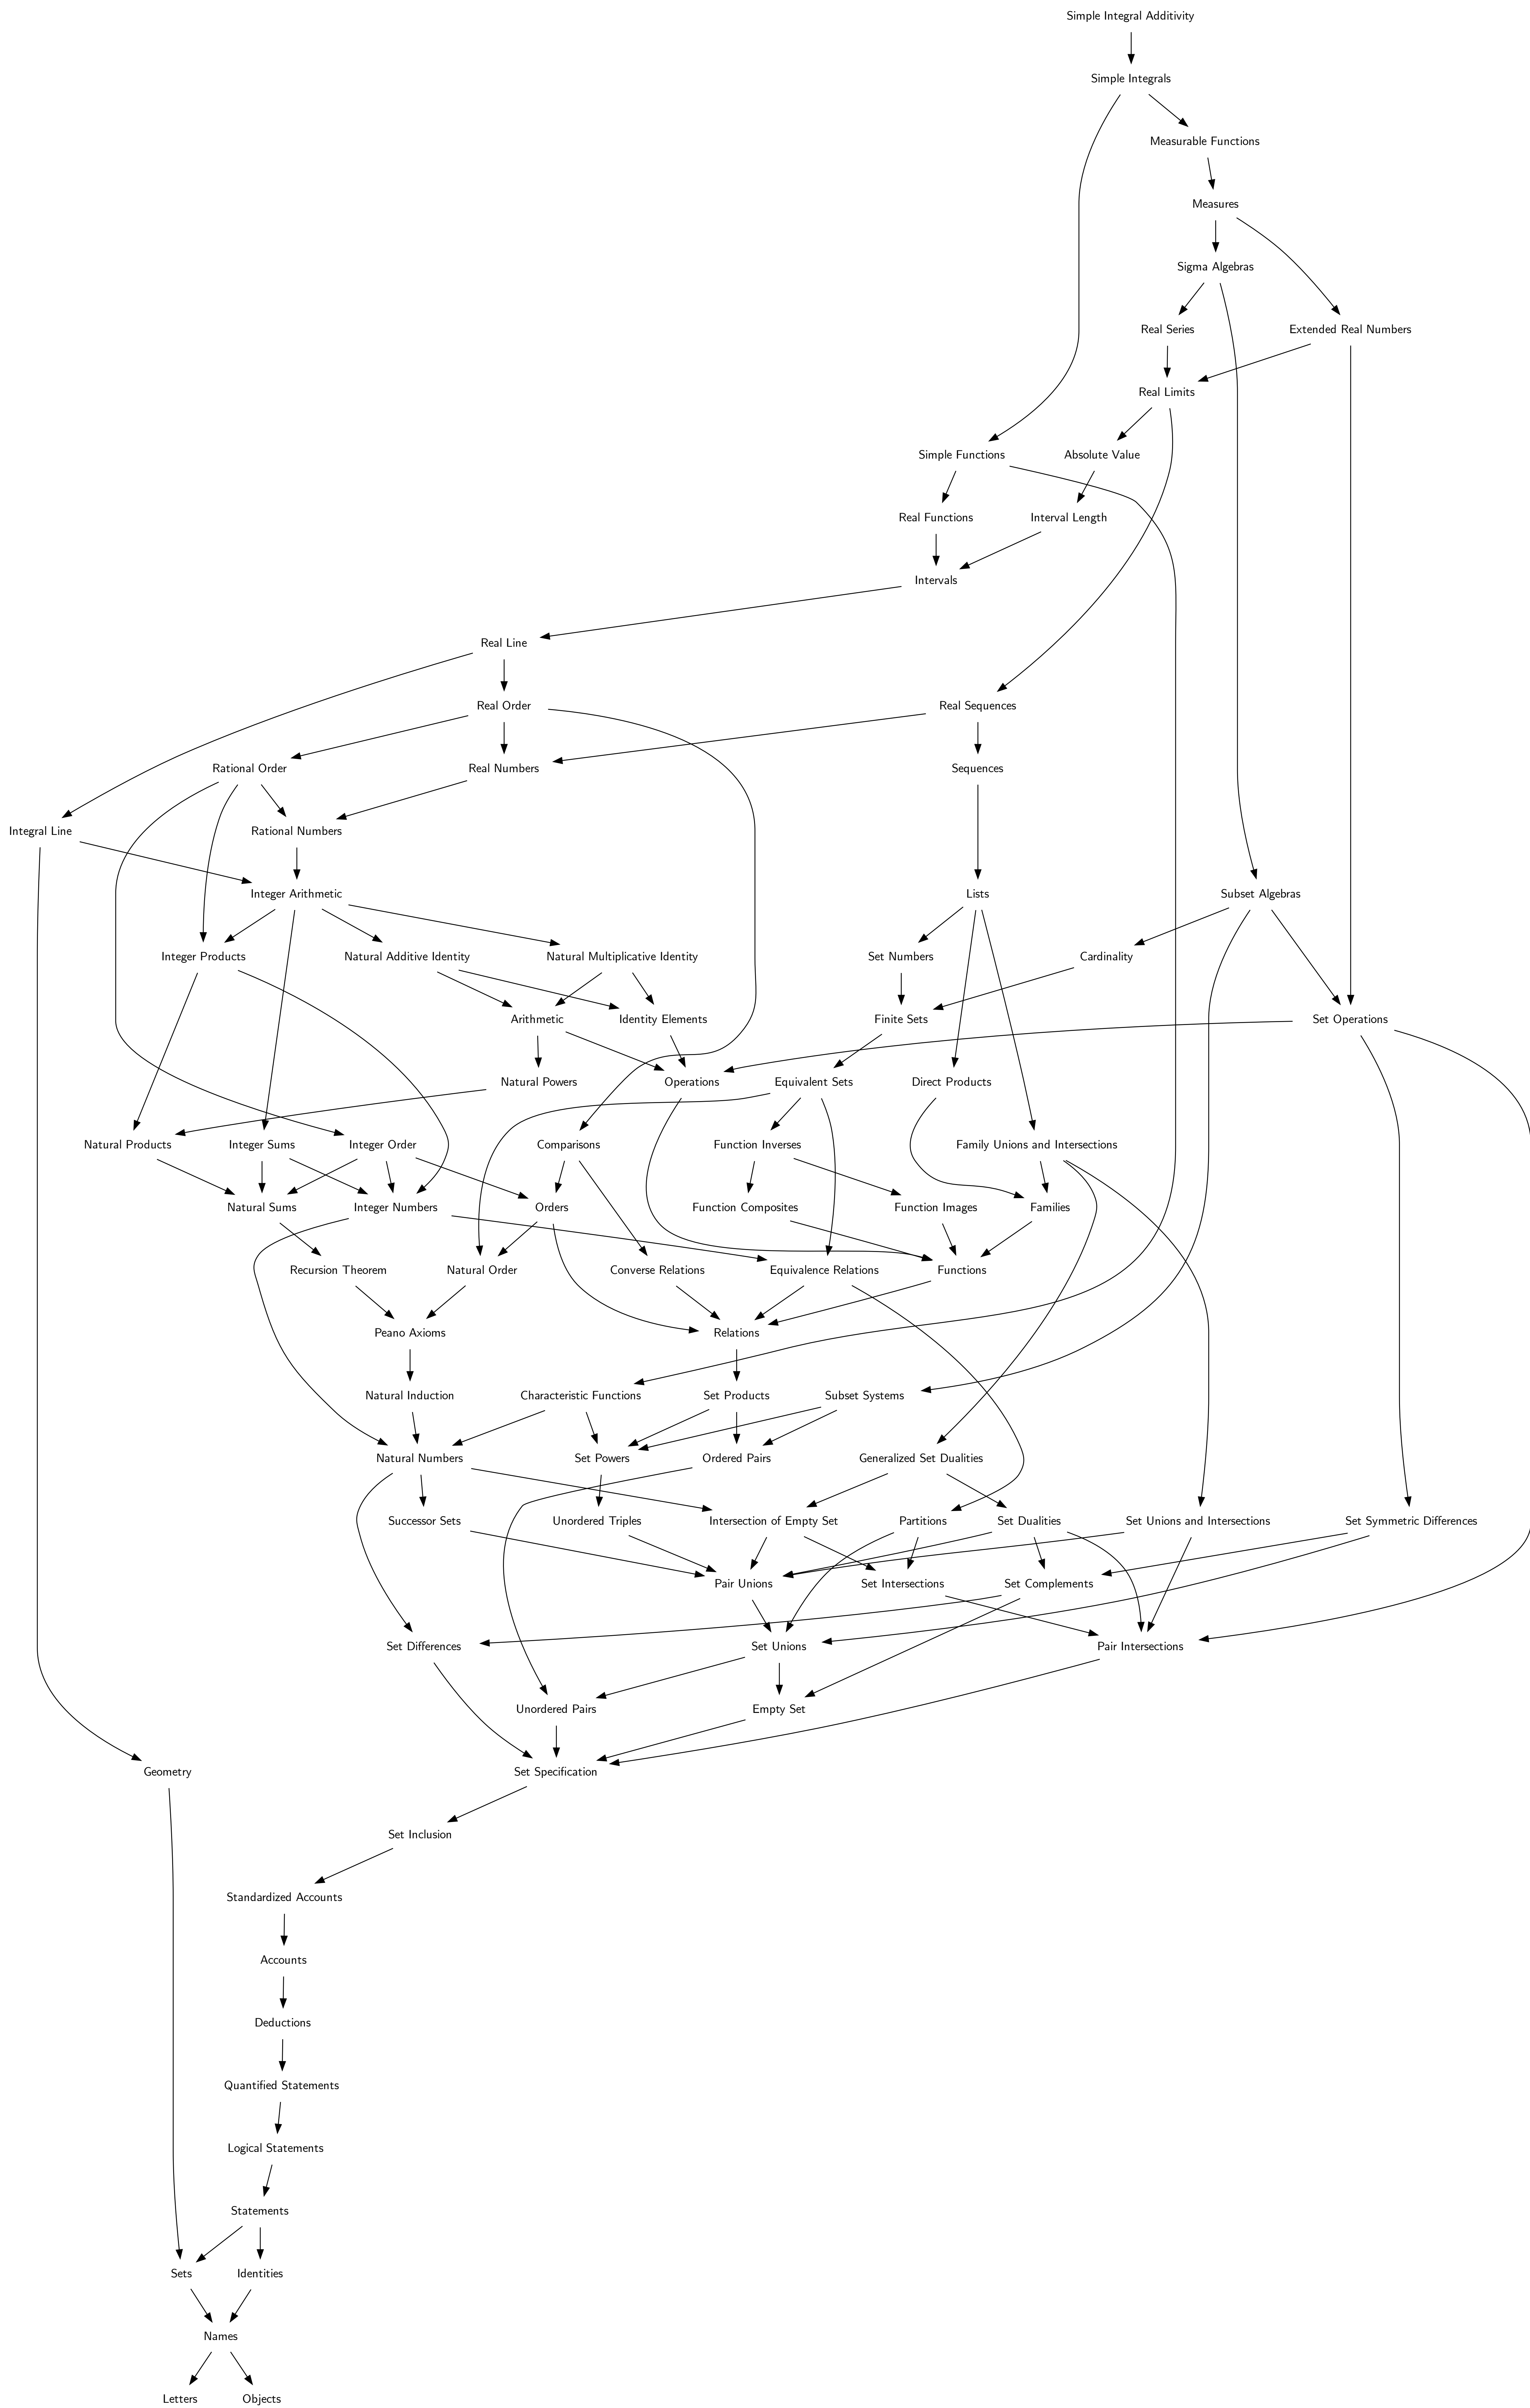 Simple Integral Additivity
Simple Integrals
Measurable Functions
Measures
Sigma Algebras
Real Series
Extended Real Numbers
Real Limits
Simple Functions
Absolute Value
Real Functions
Interval Length
Intervals
Real Line
Real Order
Real Sequences
Rational Order
Real Numbers
Sequences
Integral Line
Rational Numbers
Integer Arithmetic
Lists
Subset Algebras
Integer Products
Natural Additive Identity
Natural Multiplicative Identity
Set Numbers
Cardinality
Arithmetic
Identity Elements
Finite Sets
Set Operations
Natural Powers
Operations
Equivalent Sets
Direct Products
Natural Products
Integer Sums
Integer Order
Comparisons
Function Inverses
Family Unions and Intersections
Natural Sums
Integer Numbers
Orders
Function Composites
Function Images
Families
Recursion Theorem
Natural Order
Converse Relations
Equivalence Relations
Functions
Peano Axioms
Relations
Natural Induction
Characteristic Functions
Set Products
Subset Systems
Natural Numbers
Set Powers
Ordered Pairs
Generalized Set Dualities
Successor Sets
Unordered Triples
Intersection of Empty Set
Partitions
Set Dualities
Set Unions and Intersections
Set Symmetric Differences
Pair Unions
Set Intersections
Set Complements
Set Differences
Set Unions
Pair Intersections
Unordered Pairs
Empty Set
Geometry
Set Specification
Set Inclusion
Standardized Accounts
Accounts
Deductions
Quantified Statements
Logical Statements
Statements
Sets
Identities
Names
Letters
Objects